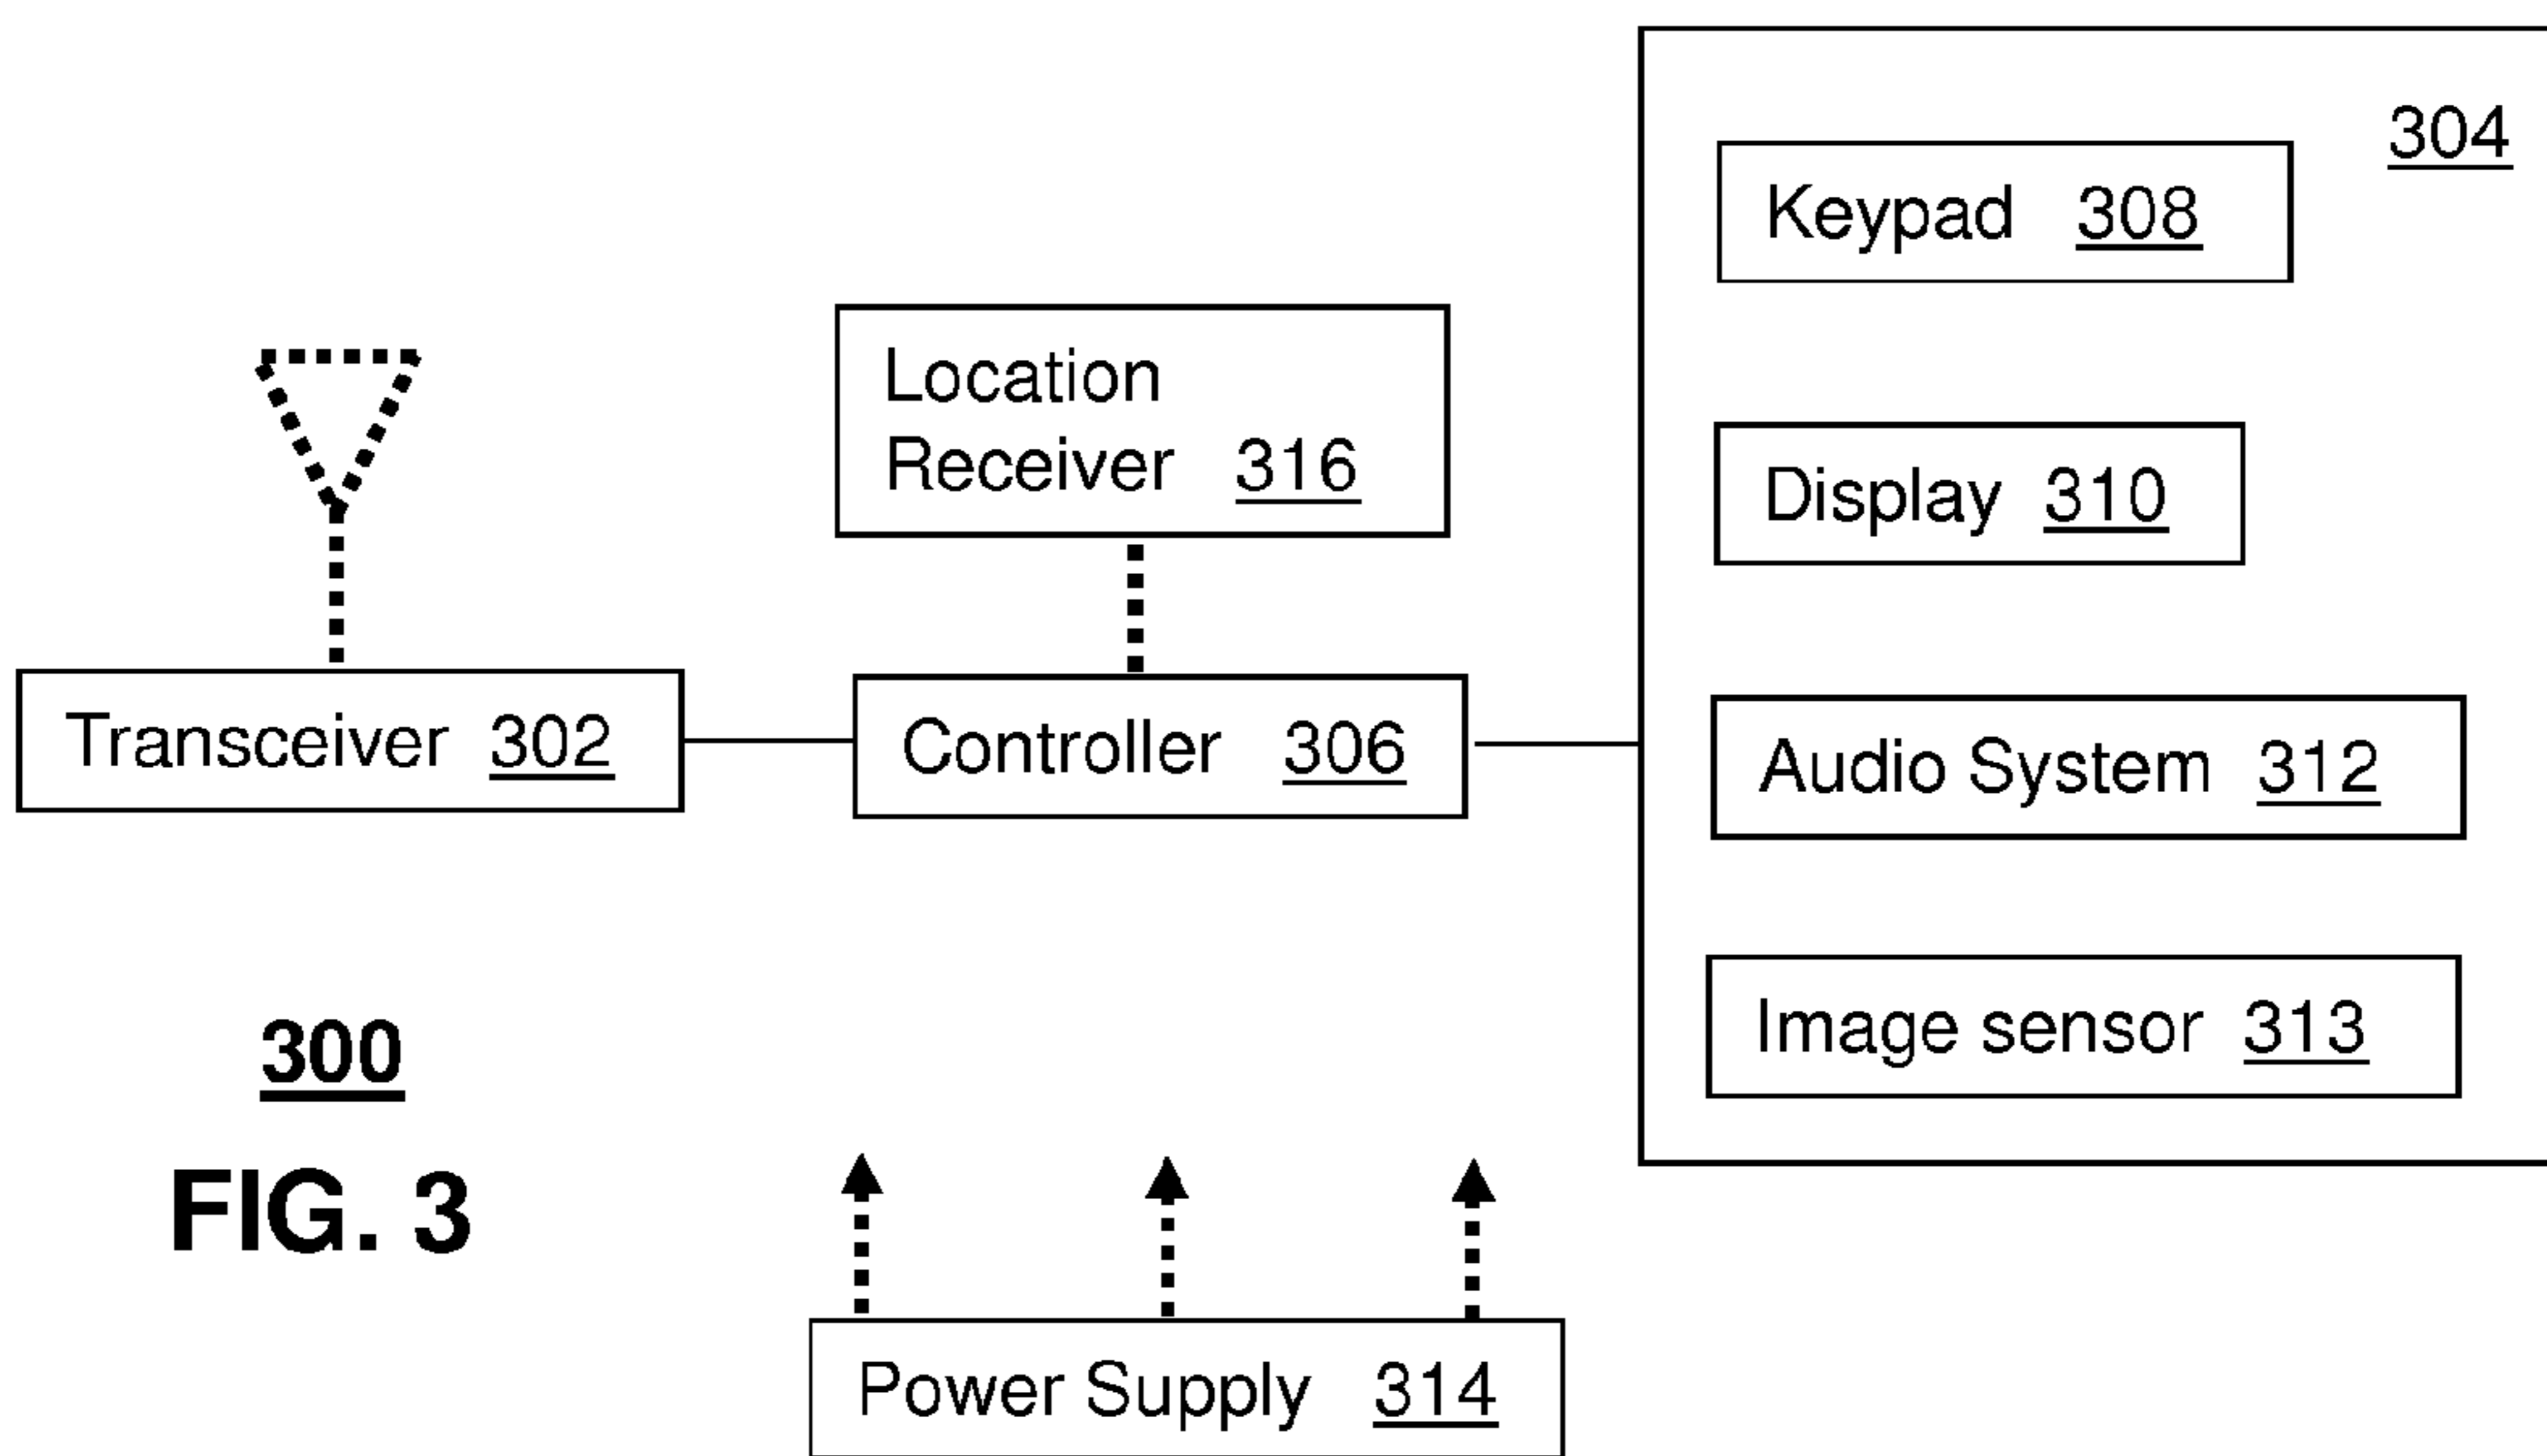 304
Keypad 308
Location
Receiver 316
Display 310
Transceiver 302
Controller 306
Audio System 312
Image sensor 313
300
FIG. 3
Power Supply 314